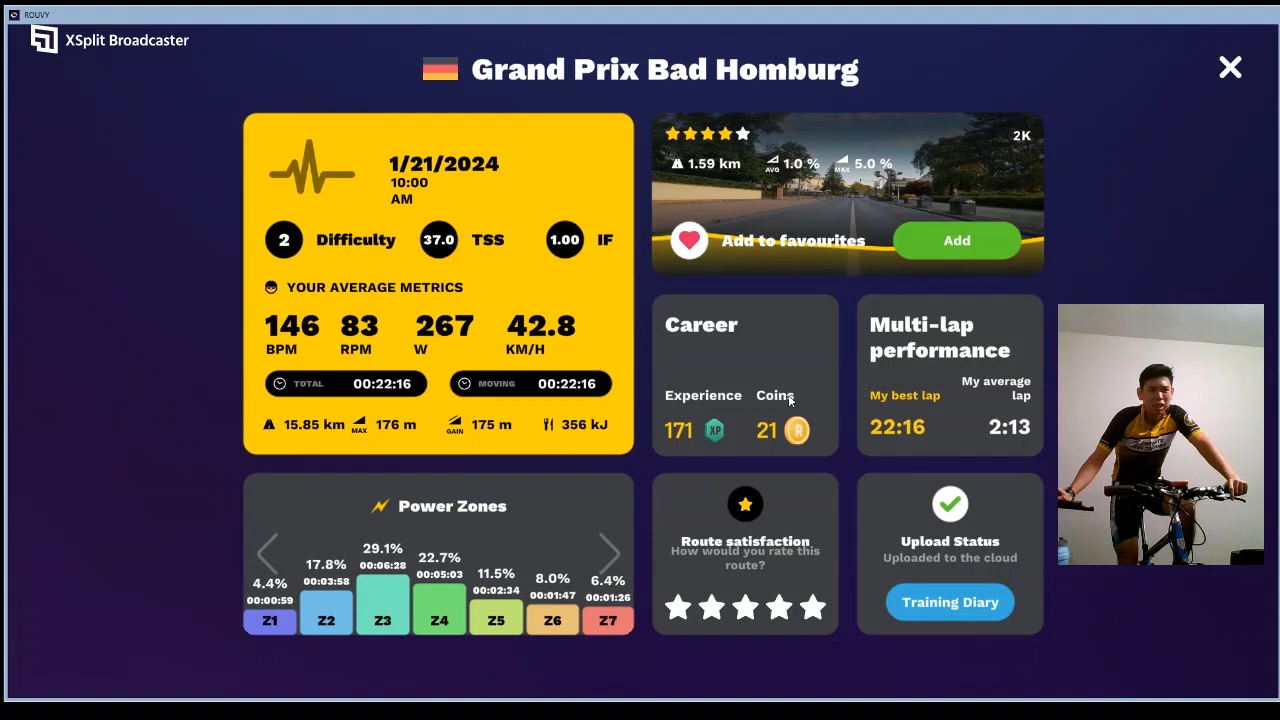 ROUVY
XSplit Broadcaster
Grand Prix Bad Homburg
1/21/2024
10:00
AM
2 Difficulty 37.0 TSS 1.00 IF
YOUR AVERAGE METRICS
146 83 267 42.8
BPM RPM W KM/H
TOTAL 00:22:16 MOVING 00:22:16
15.85 km MAX 176 m GAIN 175 m 356 kJ
2K
1.59 km AVG 1.0 % MAX 5.0 %
Add to favourites Add
Career
Experience Coins
171 XP 21 R
Multi-lap
performance
My best lap My average
lap
22:16 2:13
Power Zones
4.4% 17.8% 29.1% 22.7% 11.5% 8.0% 6.4%
00:00:59 00:03:58 00:06:28 00:05:03 00:02:34 00:01:47 00:01:26
Z1 Z2 Z3 Z4 Z5 Z6 Z7
Route satisfaction
How would you rate this
route?
Upload Status
Uploaded to the cloud
Training Diary